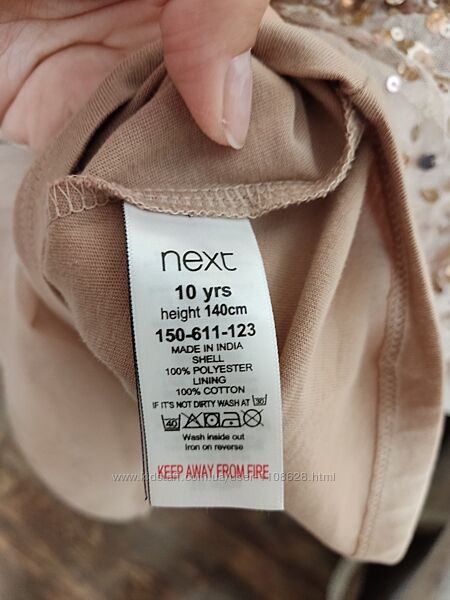 next
10 yrs
height 140cm
150-611-123
MADE IN INDIA
SHELL
100% POLYESTER
LINING
100% COTTON
IF IT'S NOT DIRTY WASH AT 30
40
Wash inside out
Iron on reverse
KEEP AWAY FROM FIRE